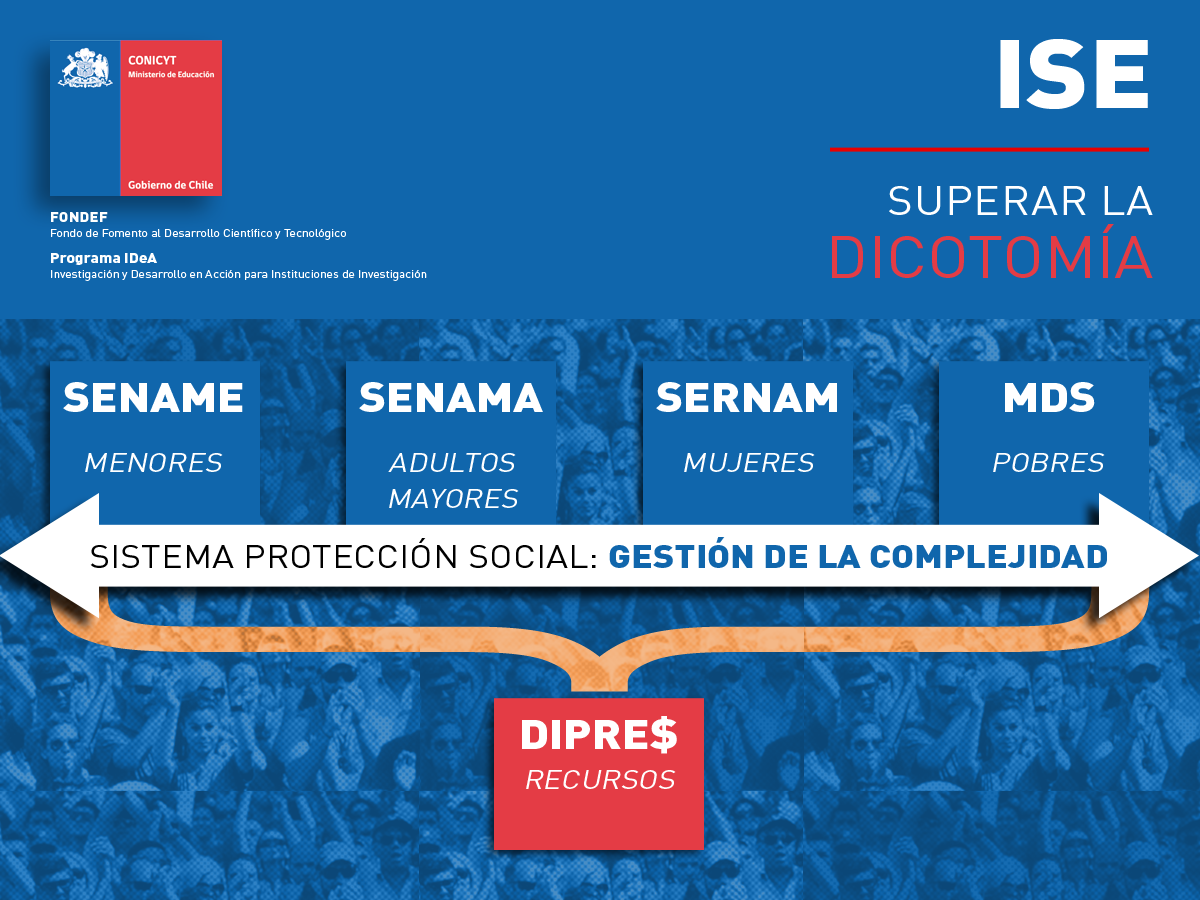 CONICYT
Ministerio de Educación
Gobierno de Chile
FONDEF
Fondo de Fomento al Desarrollo Científico y Tecnológico
Programa IDeA
Investigación y Desarrollo en Acción para Instituciones de Investigación
ISE
SUPERAR LA
DICOTOMÍA
SENAME
MENORES
SENAMA
ADULTOS
MAYORES
SERNAM
MUJERES
MDS
POBRES
SISTEMA PROTECCIÓN SOCIAL: GESTIÓN DE LA COMPLEJIDAD
DIPRE$
RECURSOS